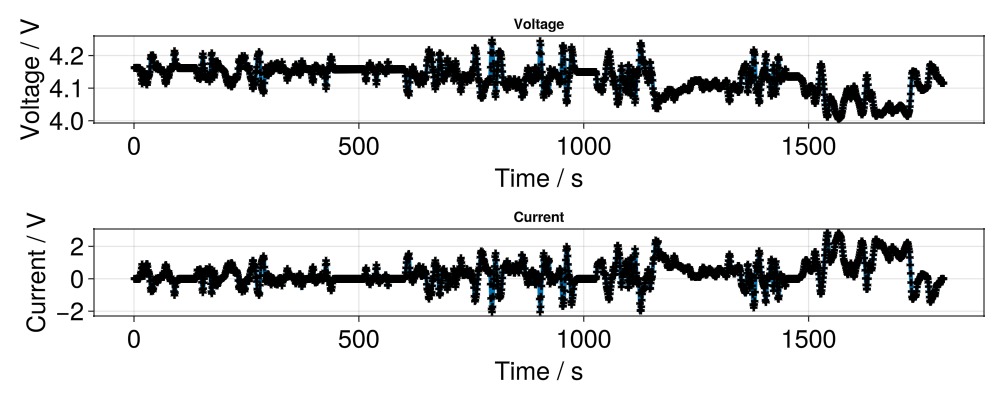 Voltage
Voltage / V
4.2
4.1
4.0
0 500 1000 1500
Time / s
Current
Current / V
2
0
−2
0 500 1000 1500
Time / s